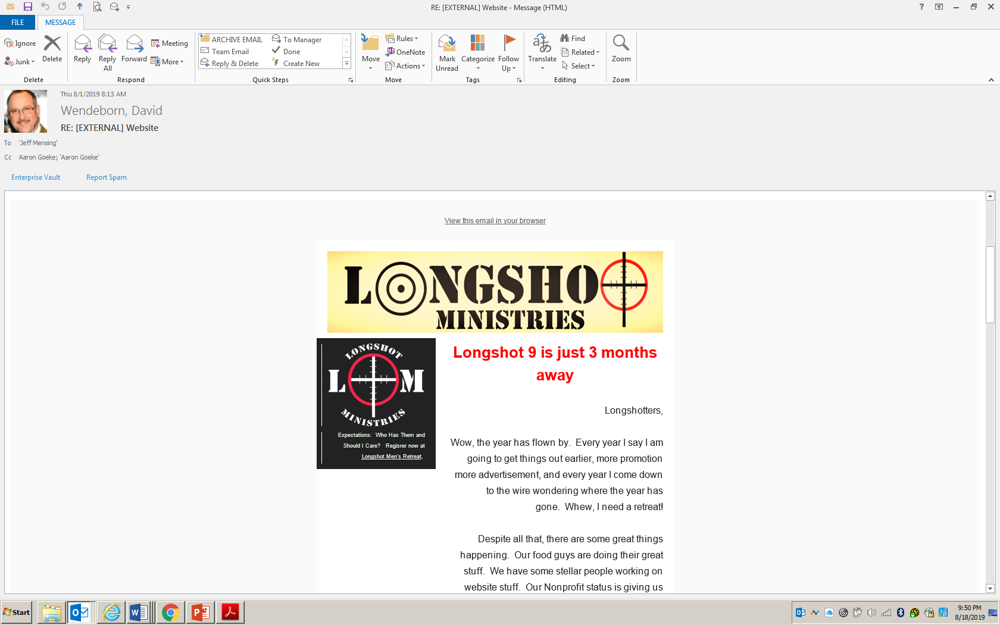 RE: [EXTERNAL] Website - Message (HTML)
FILE
MESSAGE
Ignore
Junk
Delete
Delete
Reply
Reply All
Forward
Meeting
More
Respond
ARCHIVE EMAIL
Team Email
Reply & Delete
To Manager
Done
Create New
Quick Steps
Move
Rules
OneNote
Actions
Move
Mark Unread
Categorize
Follow Up
Tags
Translate
Find
Related
Select
Editing
Zoom
Zoom
Thu 8/1/2019 8:13 AM
Wendeborn, David
RE: [EXTERNAL] Website
To 'Jeff Mensing'
Cc Aaron Goeke; 'Aaron Goeke'
Enterprise Vault
Report Spam
View this email in your browser
LONGSHOT
MINISTRIES
LONGSHOT
L M
MINISTRIES
Expectations: Who Has Them and
Should I Care? Regisrer now at
Longshot Men's Retreat.
Longshot 9 is just 3 months
away
Longshotters,
Wow, the year has flown by. Every year I say I am
going to get things out earlier, more promotion
more advertisement, and every year I come down
to the wire wondering where the year has
gone. Whew, I need a retreat!
Despite all that, there are some great things
happening. Our food guys are doing their great
stuff. We have some stellar people working on
website stuff. Our Nonprofit status is giving us
Start
9:50 PM
8/18/2019